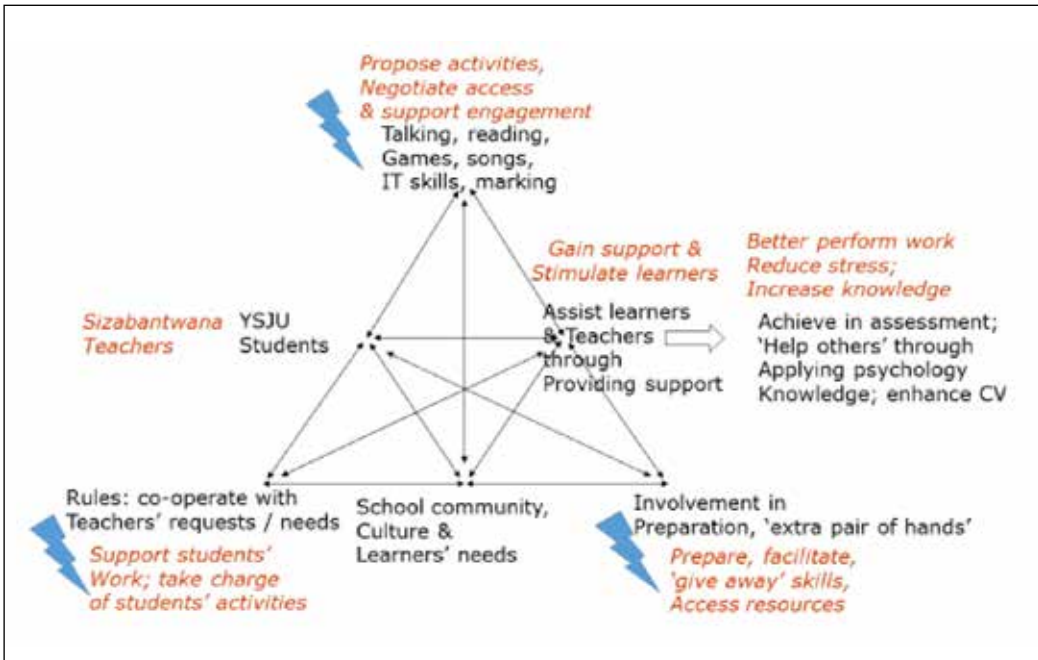 Propose activities,
Negotiate access
& support engagement
Talking, reading,
Games, songs,
IT skills, marking
Gain support &
Stimulate learners
Better perform work
Reduce stress;
Increase knowledge
Sizabantwana
Teachers
YSJU
Students
Assist learners
& Teachers
through
Providing support
Achieve in assessment;
‘Help others’ through
Applying psychology
Knowledge; enhance CV
Rules: co-operate with
Teachers’ requests / needs
Support students’
Work; take charge
of students’ activities
School community,
Culture &
Learners’ needs
Involvement in
Preparation, ‘extra pair of hands’
Prepare, facilitate,
‘give away’ skills,
Access resources